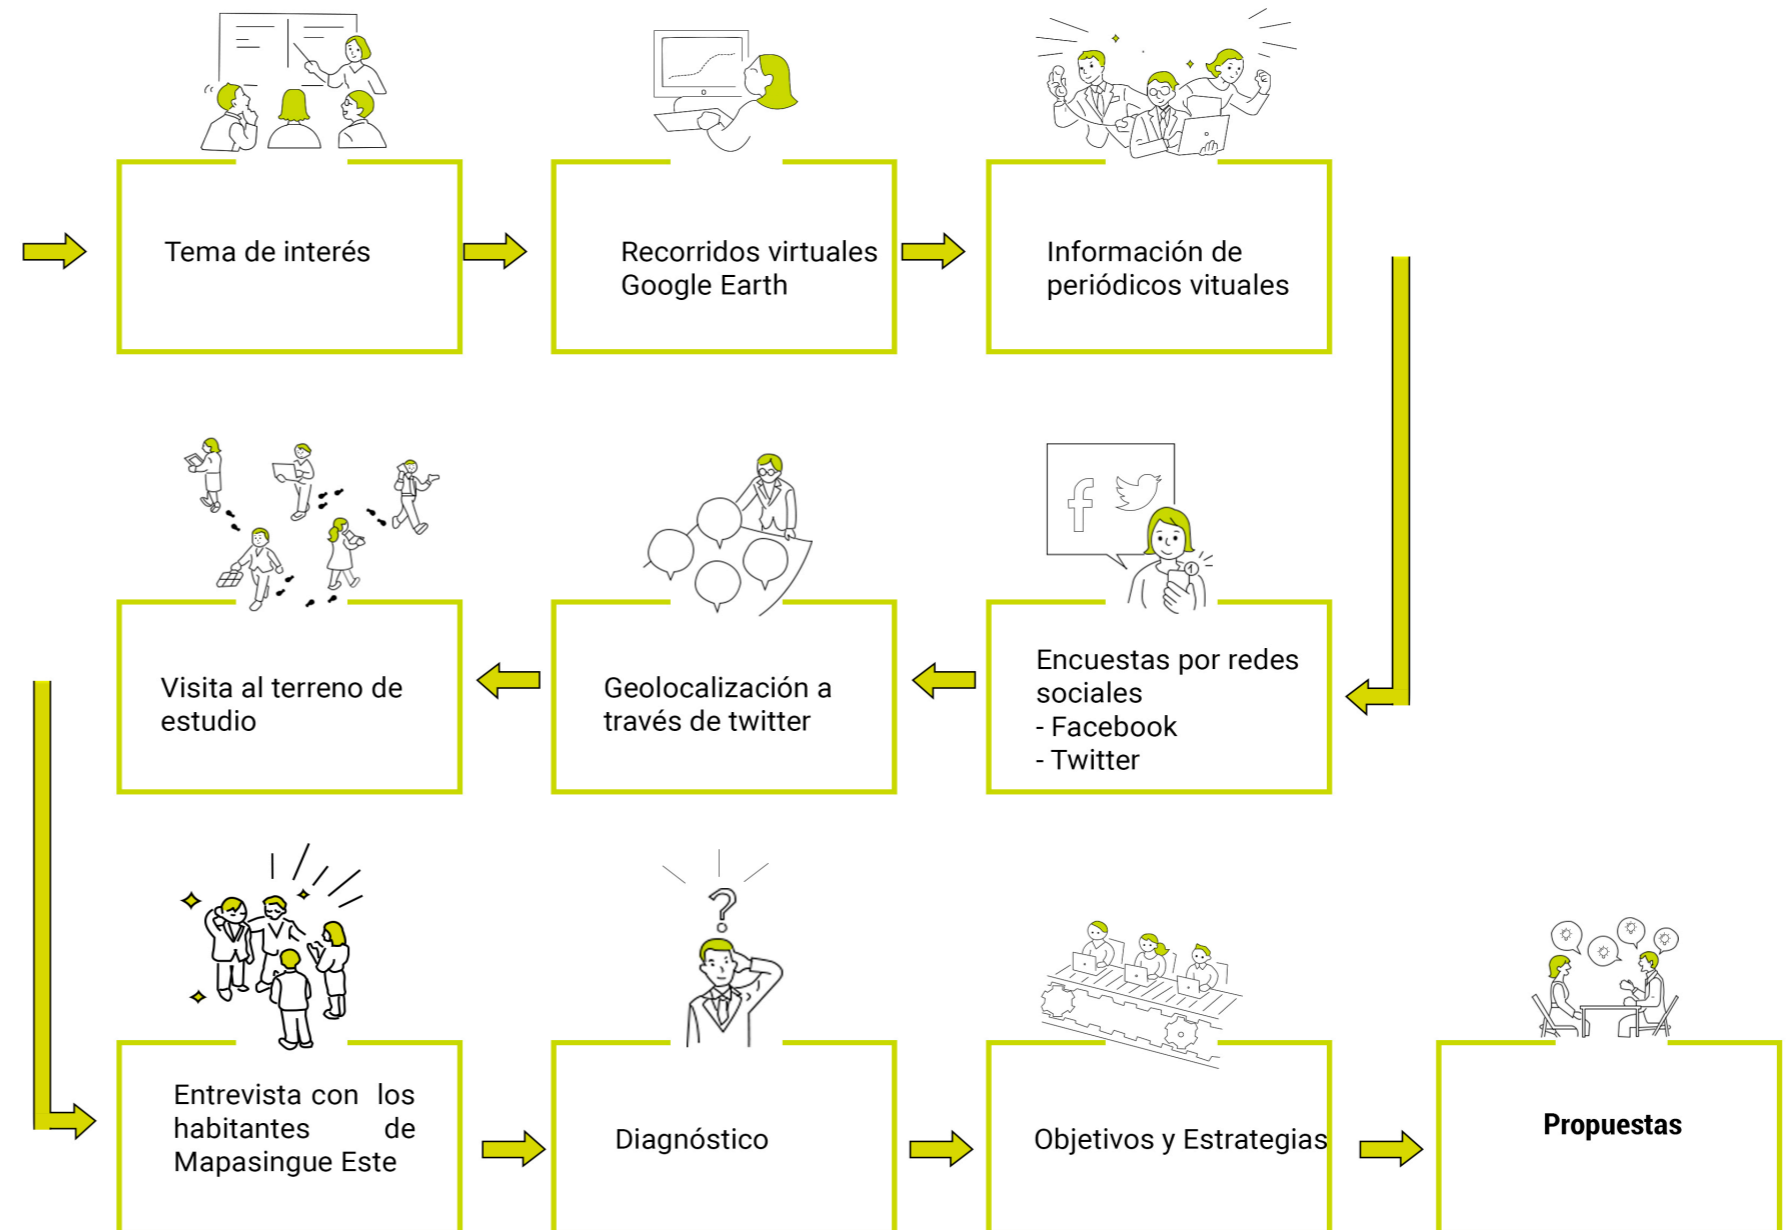 Tema de interés
Recorridos virtuales
Google Earth
Información de
periódicos vituales
Encuestas por redes
sociales
- Facebook
- Twitter
Geolocalización a
través de twitter
Visita al terreno de
estudio
Entrevista con los
habitantes de
Mapasingue Este
?
Diagnóstico
Objetivos y Estrategias
Propuestas